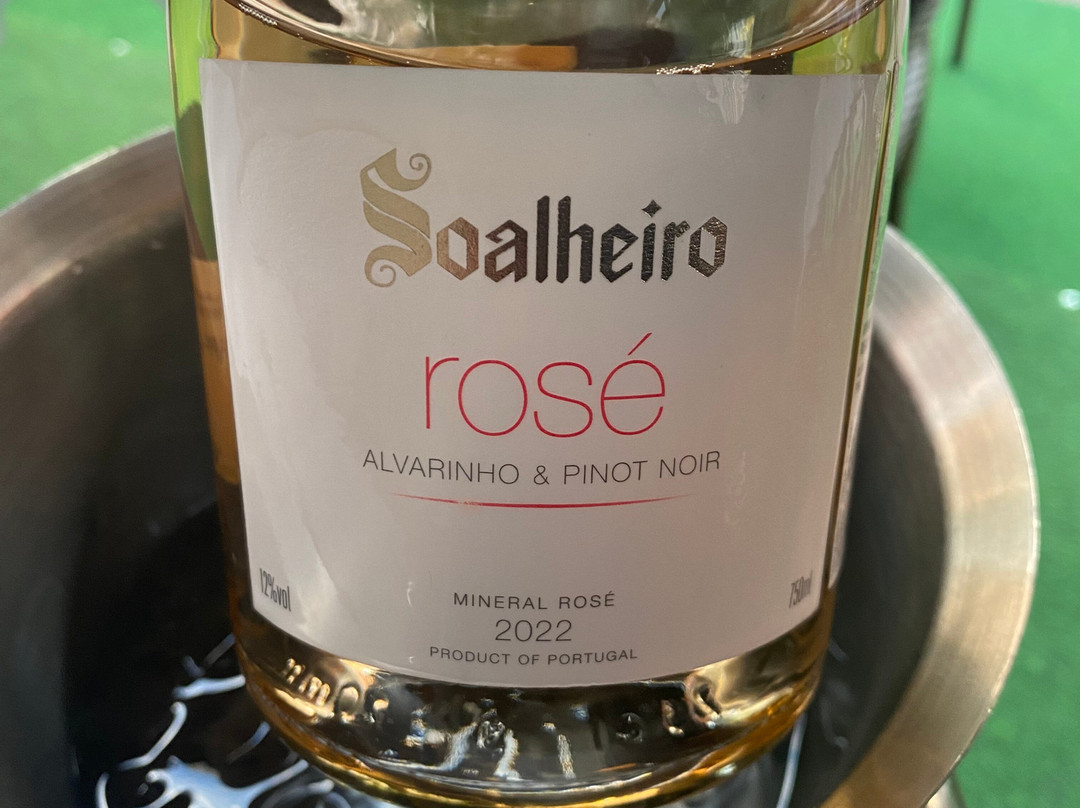 Soalheiro
rosé
ALVARINHO & PINOT NOIR
12%vol
750ml
MINERAL ROSÉ
2022
PRODUCT OF PORTUGAL